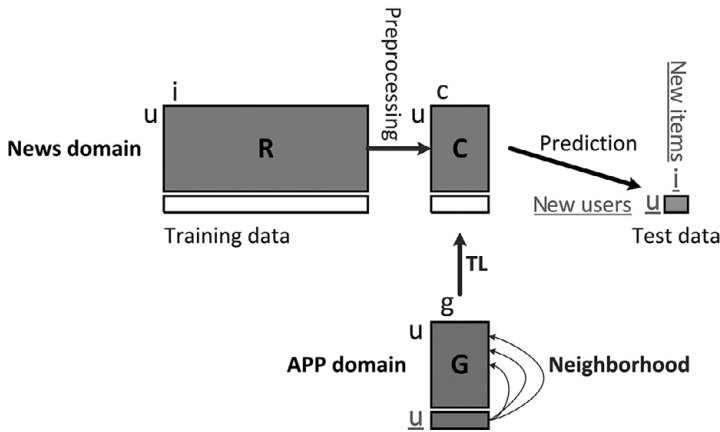 Preprocessing
New items
i
c
u
u
News domain
R
C
Prediction
i
New users
u
Training data
Test data
TL
g
u
APP domain
G
Neighborhood
u